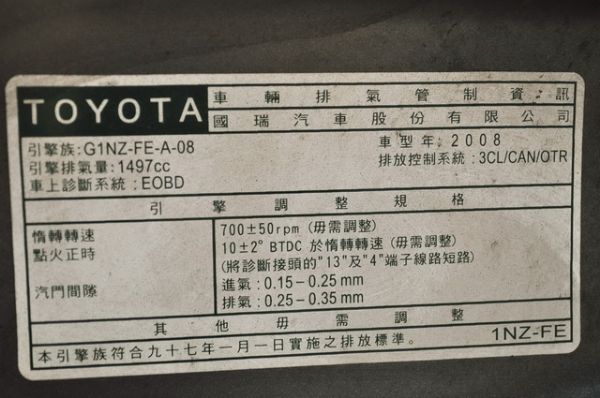 TOYOTA
車輛排氣管制資訊
國瑞汽車股份有限公司
引擎族:G1NZ-FE-A-08
車型年:2008
引擎排氣量:1497cc
排放控制系統:3CL/CAN/OTR
車上診斷系統:EOBD
引擎調整規格
惰轉轉速
700±50rpm (毋需調整)
點火正時
10±2° BTDC 於惰轉轉速 (毋需調整)
(將診斷接頭的"13"及"4"端子線路短路)
汽門間隙
進氣:0.15-0.25 mm
排氣:0.25-0.35 mm
其他毋需調整
本引擎族符合九十七年一月一日實施之排放標準。
1NZ-FE